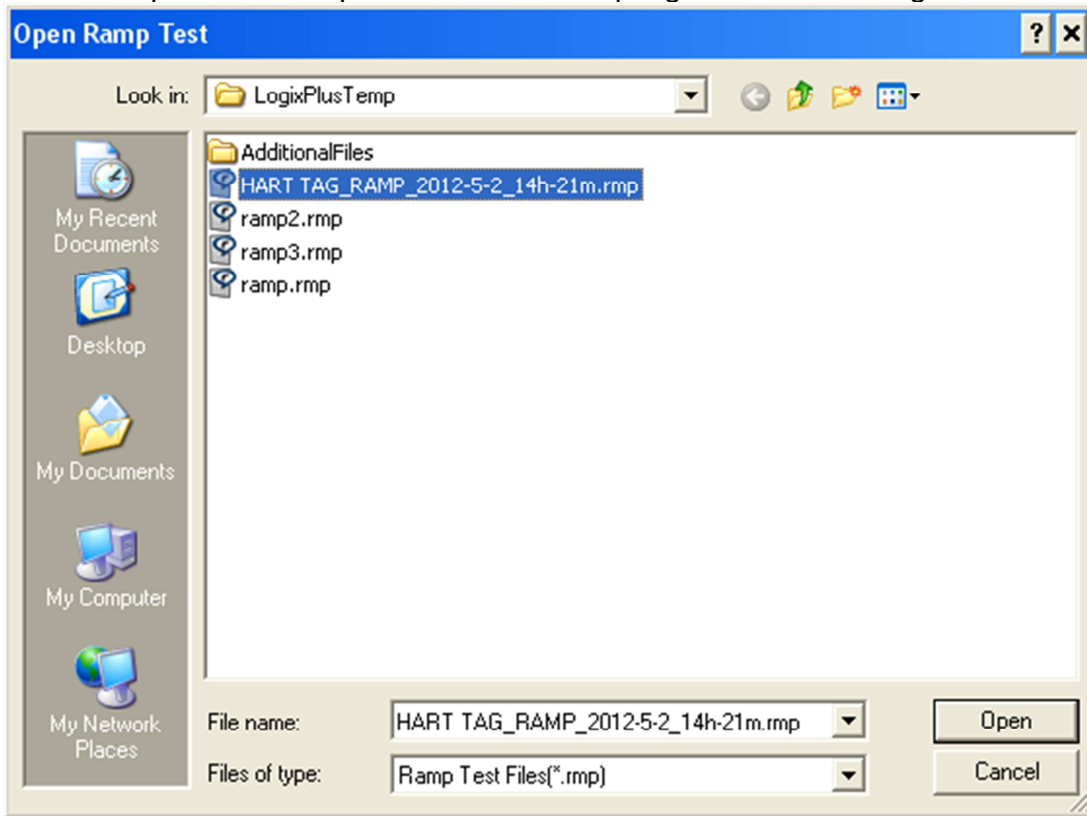 Open Ramp Test
Look in: LogixPlusTemp
AdditionalFiles
HART TAG_RAMP_2012-5-2_14h-21m.rmp
ramp2.rmp
ramp3.rmp
ramp.rmp
My Recent
Documents
Desktop
My Documents
My Computer
My Network
Places
File name: HART TAG_RAMP_2012-5-2_14h-21m.rmp Open
Files of type: Ramp Test Files(*.rmp) Cancel